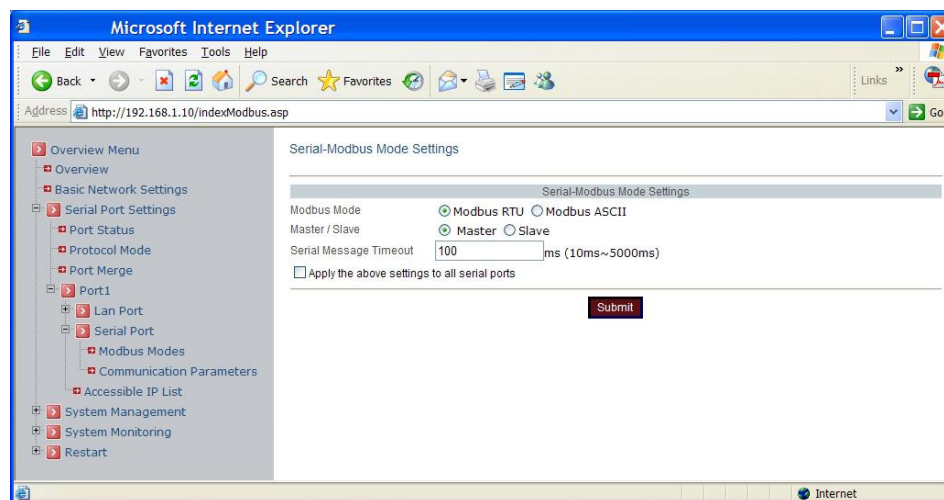 Microsoft Internet Explorer
File Edit View Favorites Tools Help
Back Search Favorites Links »
Address http://192.168.1.10/indexModbus.asp Go
Overview Menu
Overview
Basic Network Settings
Serial Port Settings
Port Status
Protocol Mode
Port Merge
Port1
Lan Port
Serial Port
Modbus Modes
Communication Parameters
Accessible IP List
System Management
System Monitoring
Restart
Serial-Modbus Mode Settings
Serial-Modbus Mode Settings
Modbus Mode Modbus RTU Modbus ASCII
Master / Slave Master Slave
Serial Message Timeout 100 ms (10ms~5000ms)
Apply the above settings to all serial ports
Submit
Internet